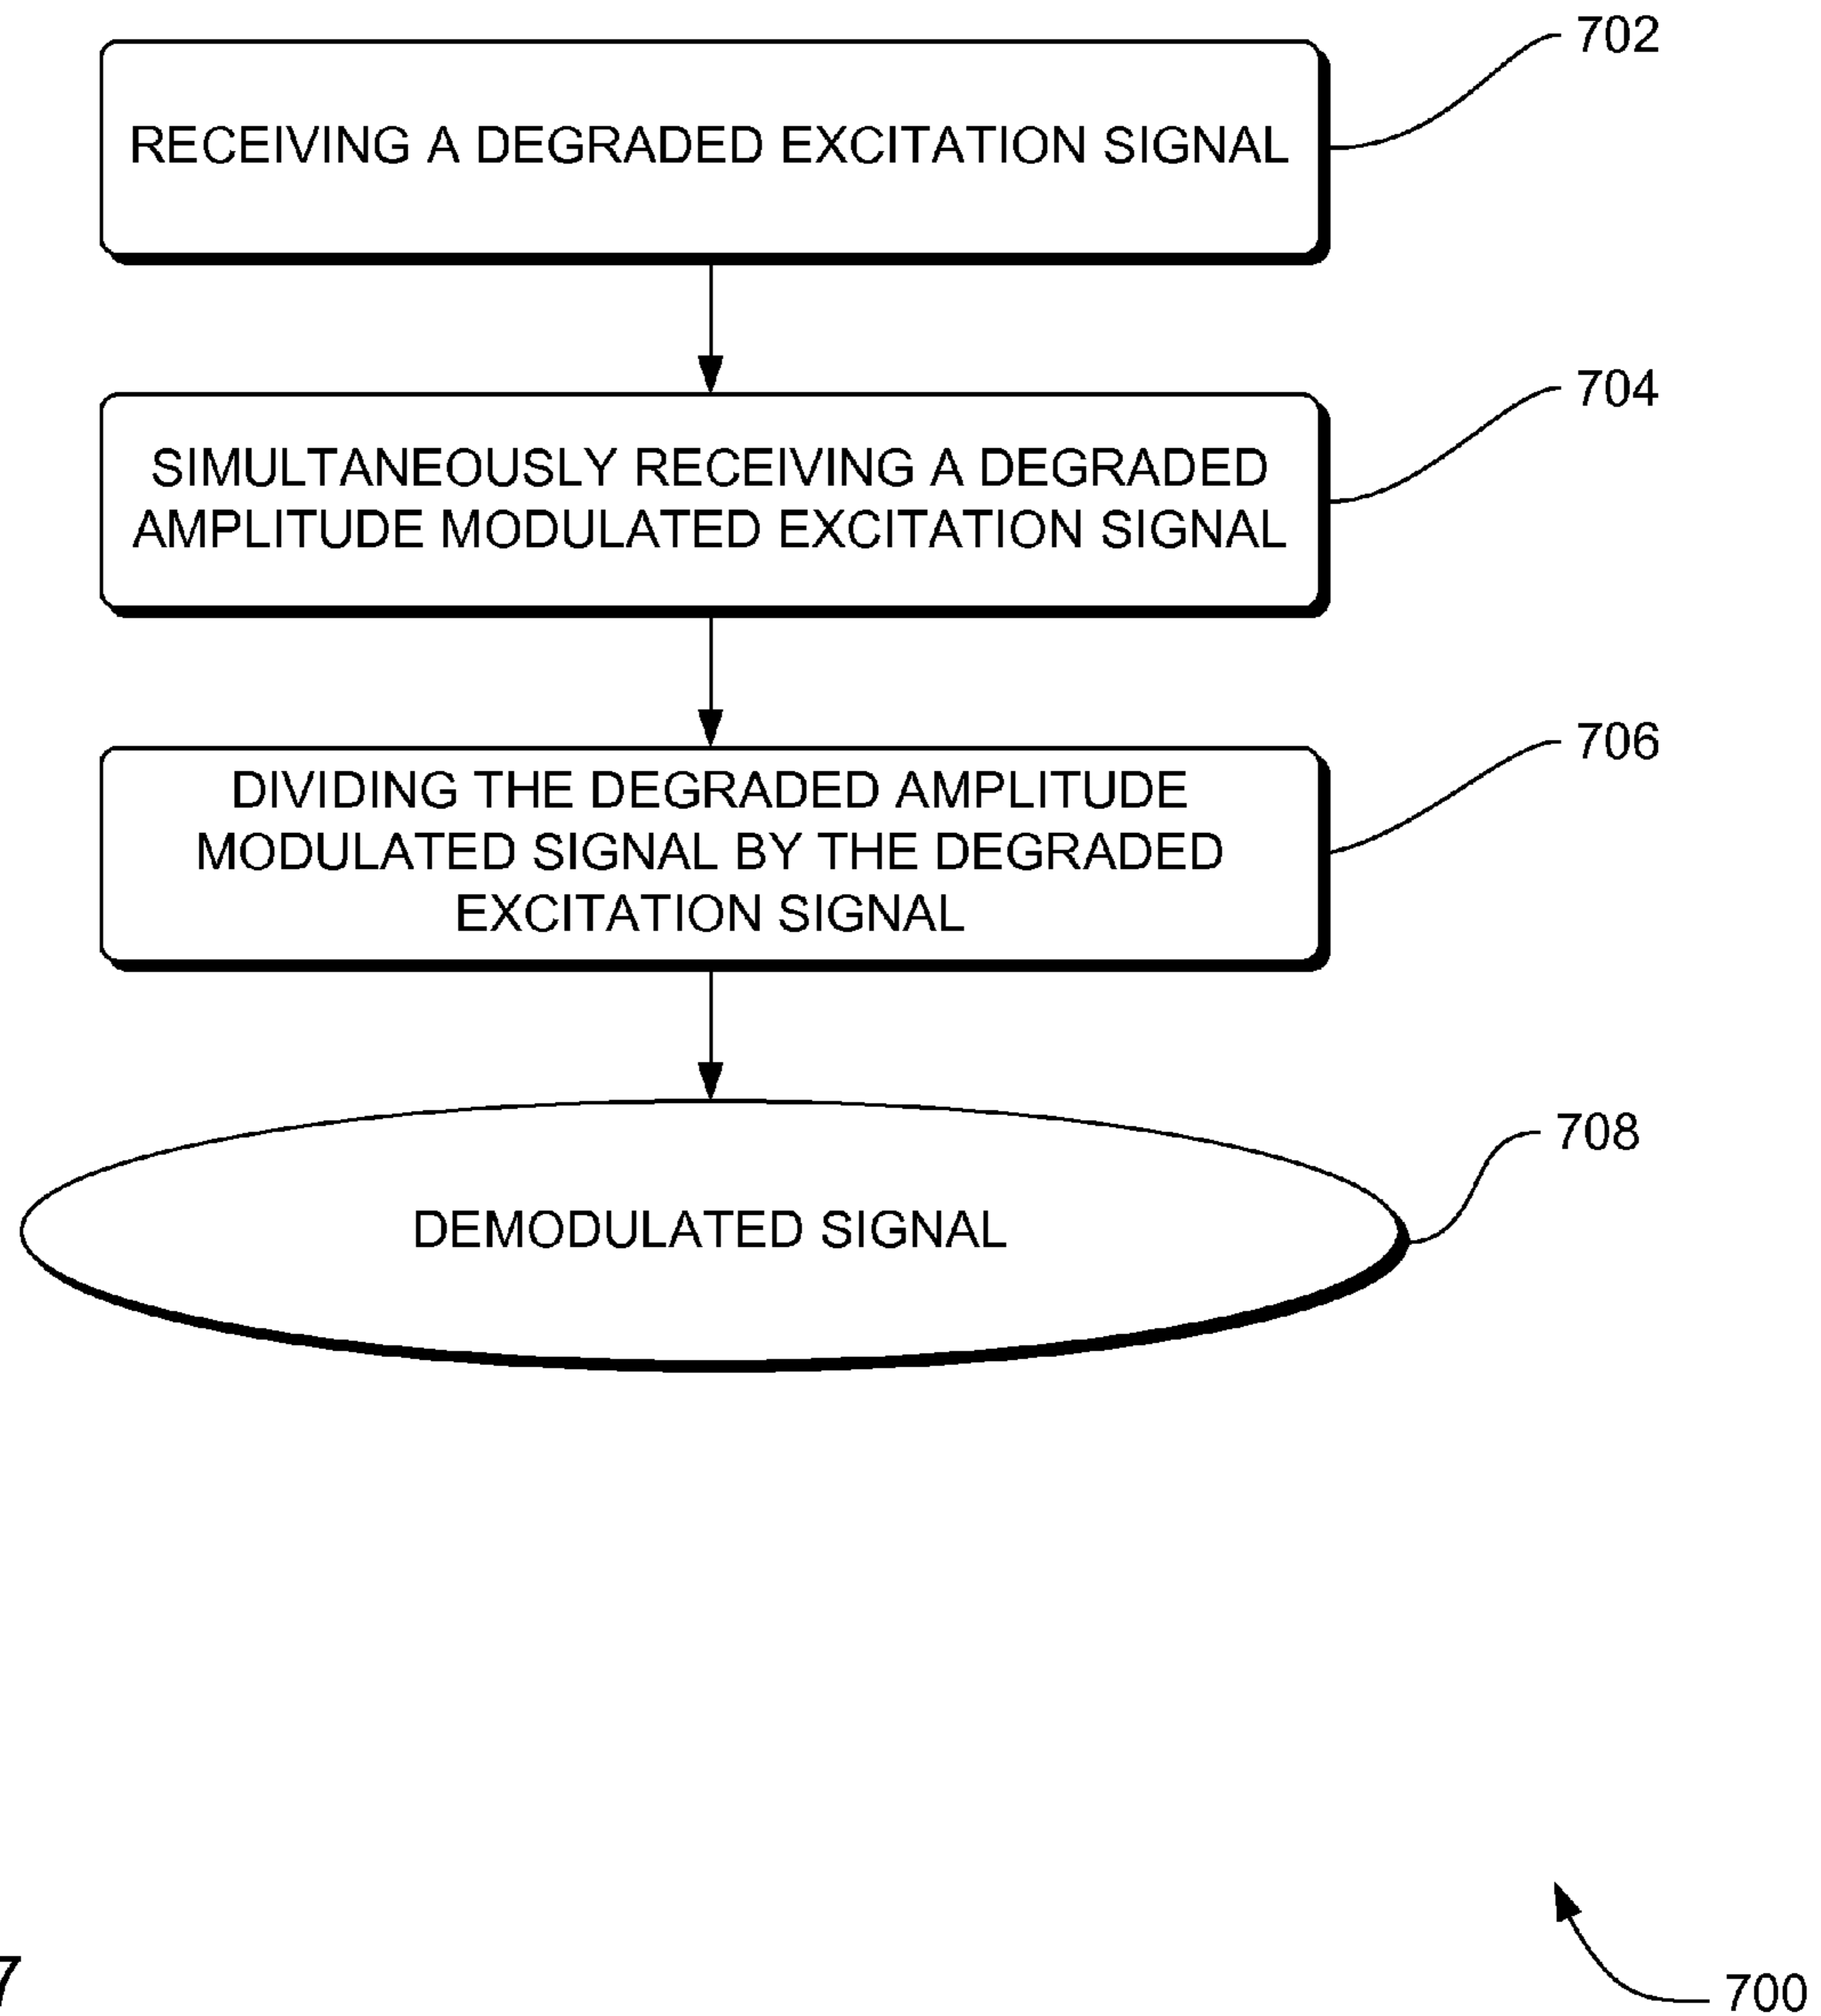 702
RECEIVING A DEGRADED EXCITATION SIGNAL
704
SIMULTANEOUSLY RECEIVING A DEGRADED
AMPLITUDE MODULATED EXCITATION SIGNAL
706
DIVIDING THE DEGRADED AMPLITUDE
MODULATED SIGNAL BY THE DEGRADED
EXCITATION SIGNAL
708
DEMODULATED SIGNAL
7
700